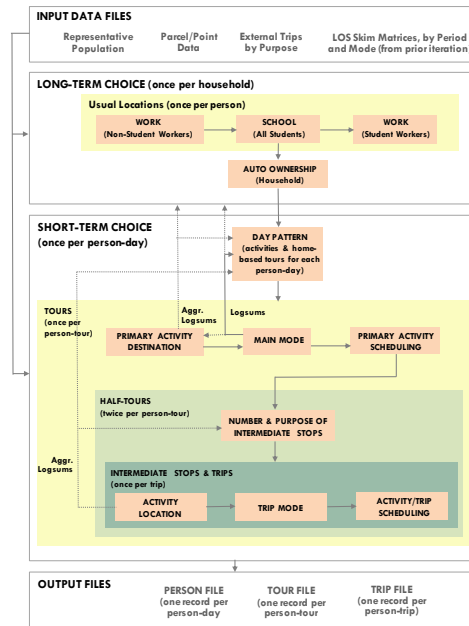 INPUT DATA FILES
Representative
Population
Parcel/Point
Data
External Trips
by Purpose
LOS Skim Matrices, by Period
and Mode (from prior iteration)
LONG-TERM CHOICE (once per household)
Usual Locations (once per person)
WORK
(Non-Student Workers)
SCHOOL
(All Students)
WORK
(Student Workers)
AUTO OWNERSHIP
(Household)
SHORT-TERM CHOICE
(once per person-day)
DAY PATTERN
(activities & home-
based tours for each
person-day)
TOURS
(once per
person-tour)
Aggr.
Logsums
Logsums
PRIMARY ACTIVITY
DESTINATION
MAIN MODE
PRIMARY ACTIVITY
SCHEDULING
HALF-TOURS
(twice per person-tour)
NUMBER & PURPOSE OF
INTERMEDIATE STOPS
Aggr.
Logsums
INTERMEDIATE STOPS & TRIPS
(once per trip)
ACTIVITY
LOCATION
TRIP MODE
ACTIVITY/TRIP
SCHEDULING
OUTPUT FILES
PERSON FILE
(one record per
person-day
TOUR FILE
(one record per
person-tour)
TRIP FILE
(one record per
person-trip)